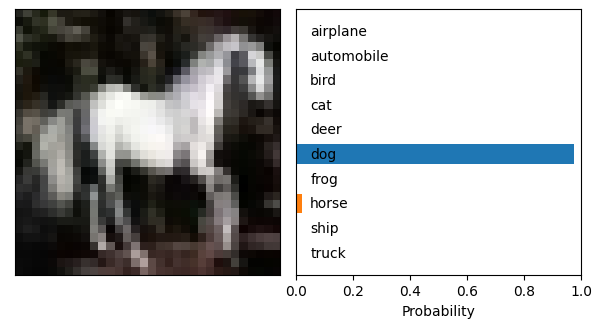 airplane
automobile
bird
cat
deer
dog
frog
horse
ship
truck
0.0 0.2 0.4 0.6 0.8 1.0
Probability